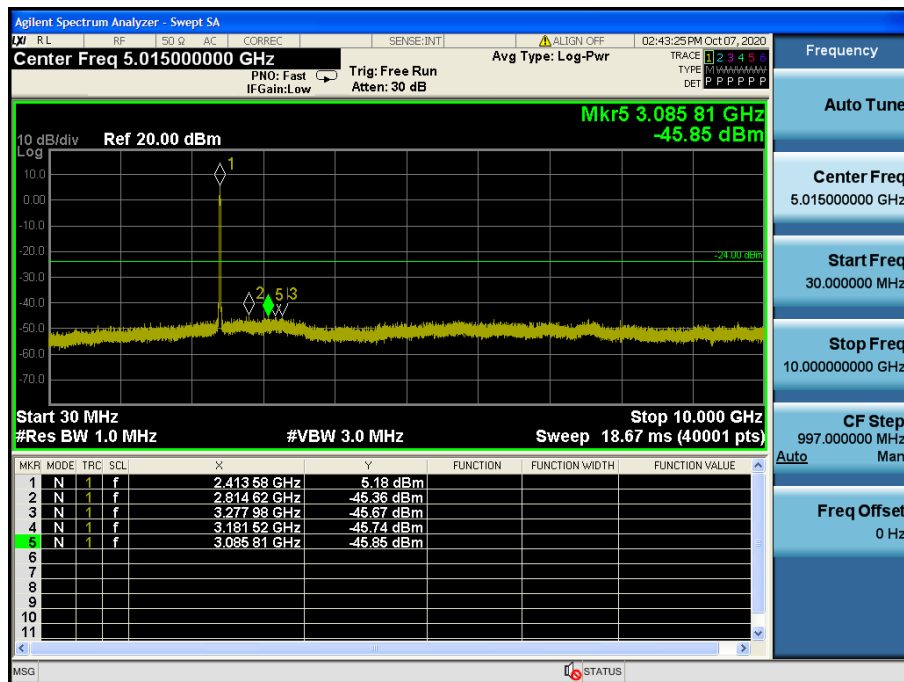 Agilent Spectrum Analyzer - Swept SA
LXI RL RF 50 Ω AC CORREC SENSE:INT ALIGN OFF 02:43:25 PM Oct 07, 2020
Center Freq 5.015000000 GHz
PNO: Fast
IFGain:Low
Trig: Free Run
Atten: 30 dB
Avg Type: Log-Pwr
TRACE 1 2 3 4 5 6
TYPE M W W W W W
DET P P P P P P
Mkr5 3.085 81 GHz
-45.85 dBm
10 dB/div Ref 20.00 dBm
Log
10.0
0.00
-10.0
-20.0
-30.0
-40.0
-50.0
-60.0
-70.0
1
2
5
3
-24.00 dBm
Start 30 MHz Stop 10.000 GHz
#Res BW 1.0 MHz #VBW 3.0 MHz Sweep 18.67 ms (40001 pts)
MKR MODE TRC SCL X Y FUNCTION FUNCTION WIDTH FUNCTION VALUE
1 N 1 f 2.413 58 GHz 5.18 dBm
2 N 1 f 2.814 62 GHz -45.36 dBm
3 N 1 f 3.277 98 GHz -45.67 dBm
4 N 1 f 3.181 52 GHz -45.74 dBm
5 N 1 f 3.085 81 GHz -45.85 dBm
6
7
8
9
10
11
MSG STATUS
Frequency
Auto Tune
Center Freq
5.015000000 GHz
Start Freq
30.000000 MHz
Stop Freq
10.000000000 GHz
CF Step
997.000000 MHz
Auto Man
Freq Offset
0 Hz